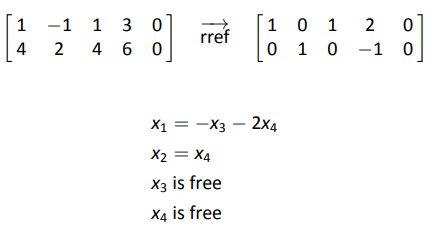 [1 −1 1 3 0; 4 2 4 6 0] → rref [1 0 1 2 0; 0 1 0 −1 0]
x₁ = −x₃ − 2x₄
x₂ = x₄
x₃ is free
x₄ is free